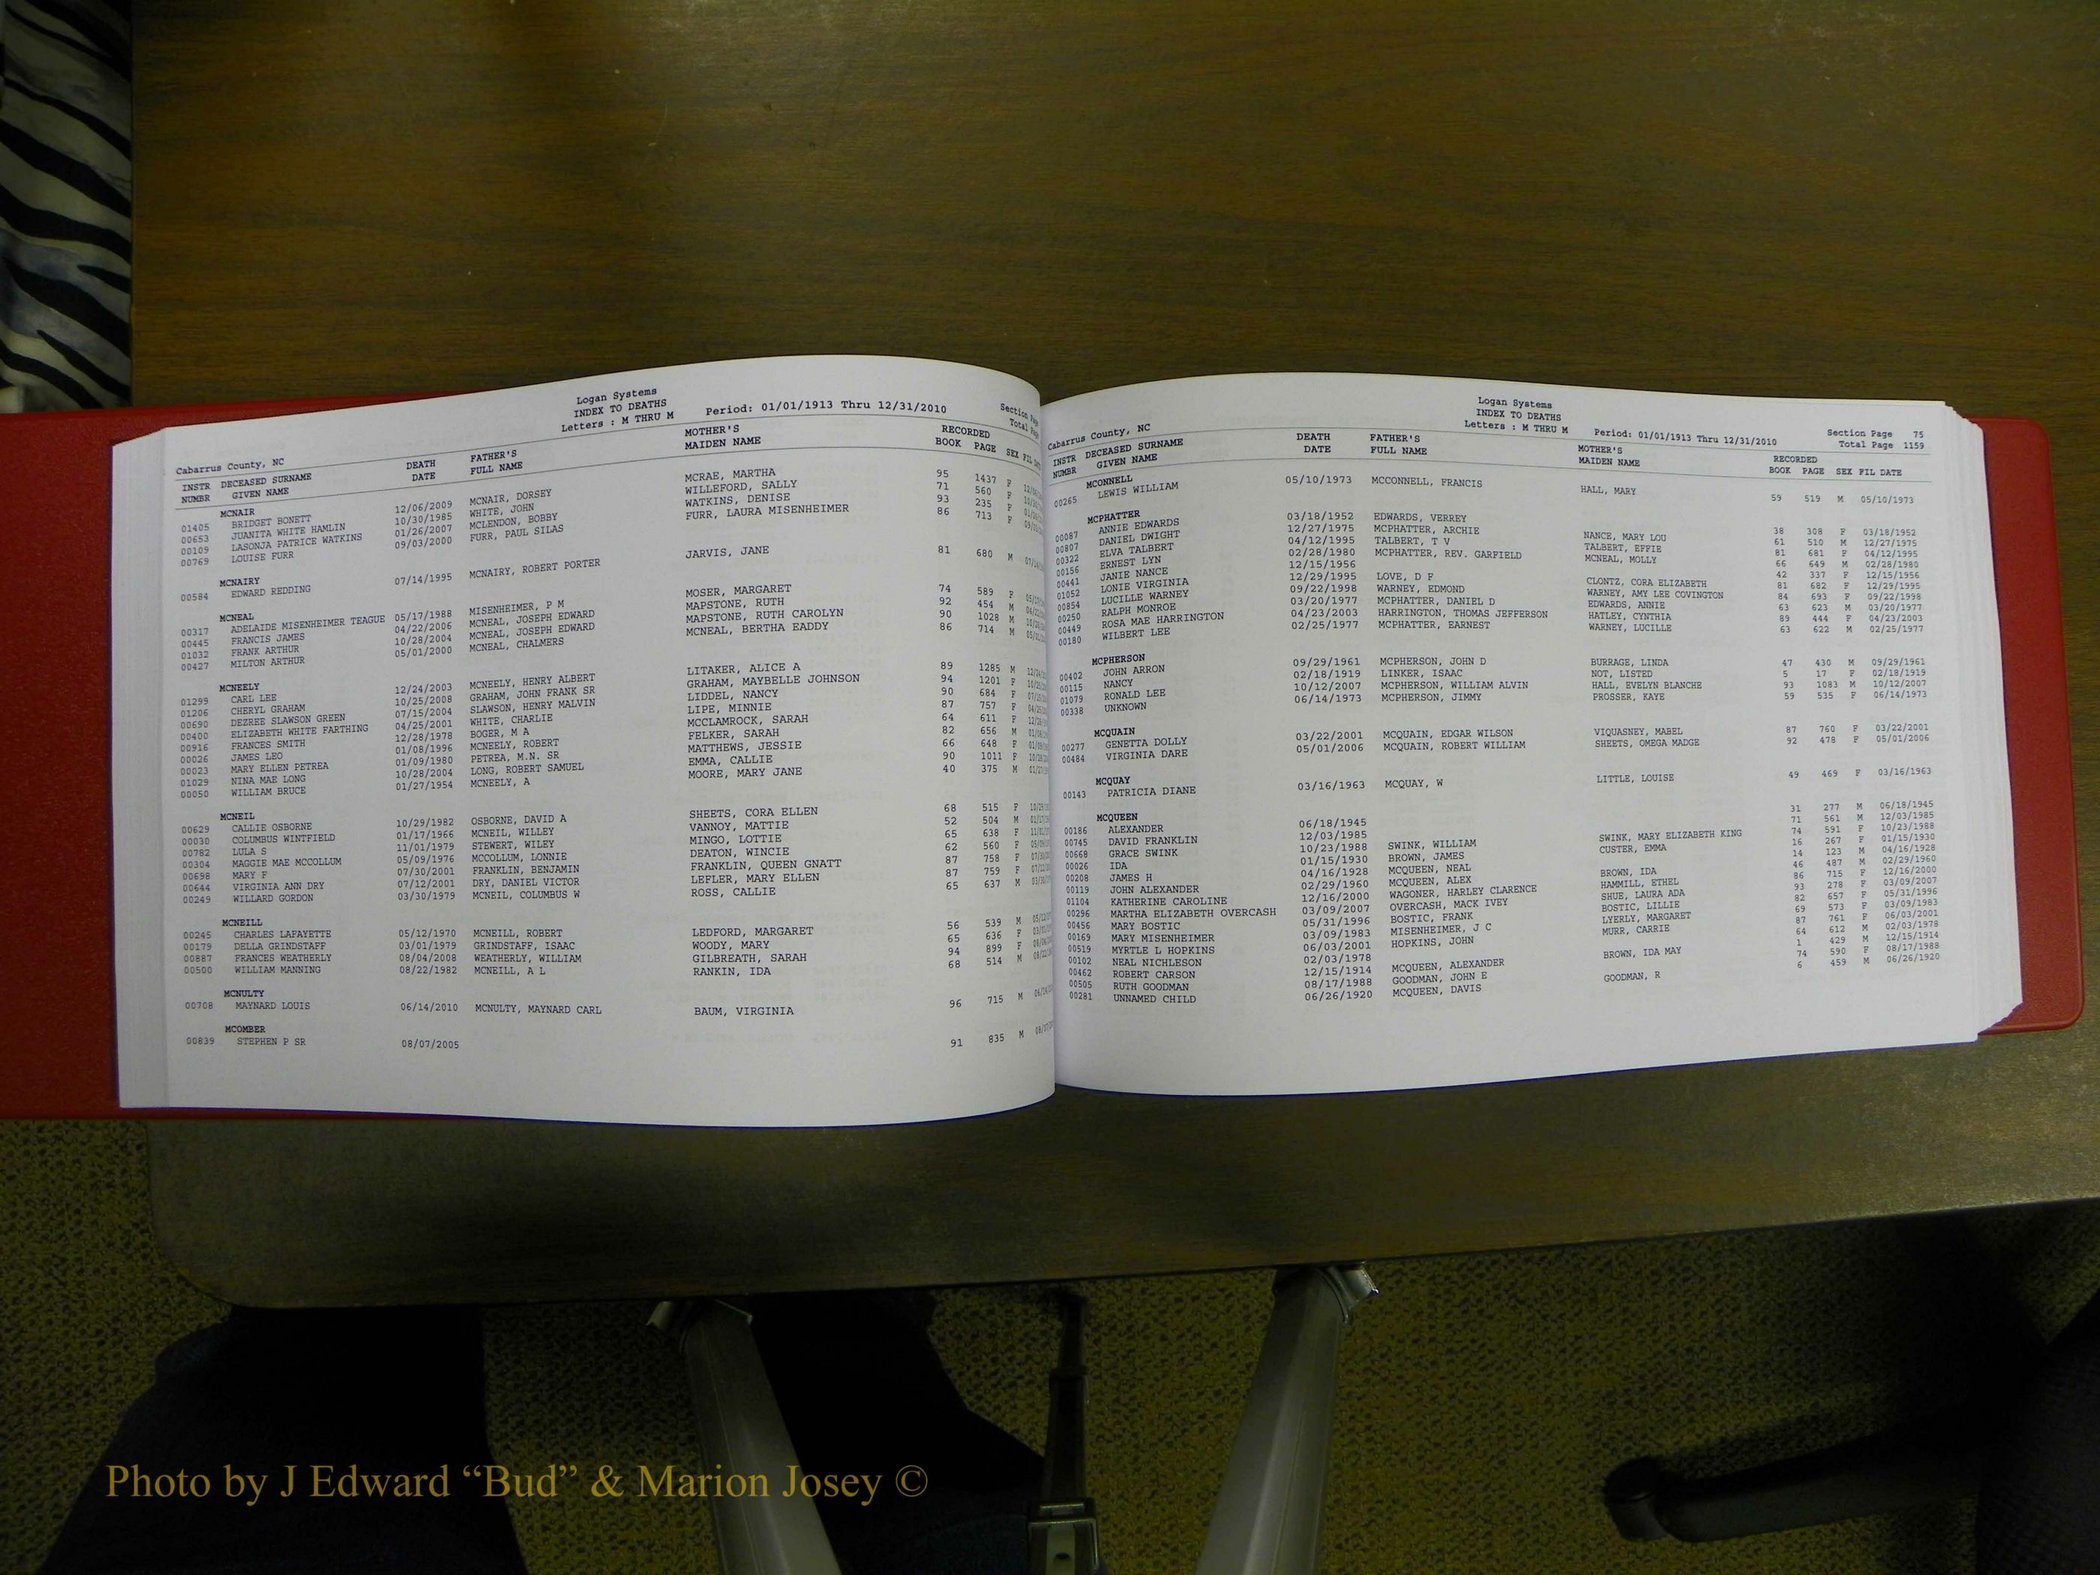 Logan Systems
INDEX TO DEATHS
Letters : M THRU M Period: 01/01/1913 Thru 12/31/2010 Section Page
Cabarrus County, NC Total Page
INSTR DECEASED SURNAME DEATH FATHER'S MOTHER'S RECORDED
NUMBR GIVEN NAME DATE FULL NAME MAIDEN NAME BOOK PAGE SEX FIL DATE
MCNAIR
01405 BRIDGET BONETT 12/06/2009 MCNAIR, DORSEY MCRAE, MARTHA 95 1437 F
00653 JUANITA WHITE HAMLIN 10/30/1985 WHITE, JOHN WILLEFORD, SALLY 71 560 F
00109 LASONJA PATRICE WATKINS 01/26/2007 MCLENDON, BOBBY WATKINS, DENISE 93 235 F
00769 LOUISE FURR 09/03/2000 FURR, PAUL SILAS FURR, LAURA MISENHEIMER 86 713 F
MCNAIRY
00584 EDWARD REDDING 07/14/1995 MCNAIRY, ROBERT PORTER JARVIS, JANE 81 680 M
MCNEAL
00317 ADELAIDE MISENHEIMER TEAGUE 05/17/1988 MISENHEIMER, P M MOSER, MARGARET 74 589 F
00445 FRANCIS JAMES 04/22/2006 MCNEAL, JOSEPH EDWARD MAPSTONE, RUTH 92 454 M
01032 FRANK ARTHUR 10/28/2004 MCNEAL, JOSEPH EDWARD MAPSTONE, RUTH CAROLYN 90 1028 M
00427 MILTON ARTHUR 05/01/2000 MCNEAL, CHALMERS MCNEAL, BERTHA EADDY 86 714 M
MCNEELY
01299 CARL LEE 12/24/2003 MCNEELY, HENRY ALBERT LITAKER, ALICE A 89 1285 M
01206 CHERYL GRAHAM 10/25/2008 GRAHAM, JOHN FRANK SR GRAHAM, MAYBELLE JOHNSON 94 1201 F
00690 DEZREE SLAWSON GREEN 07/15/2004 SLAWSON, HENRY MALVIN LIDDEL, NANCY 90 684 F
00400 ELIZABETH WHITE FARTHING 04/25/2001 WHITE, CHARLIE LIPE, MINNIE 87 757 F
00916 FRANCES SMITH 12/28/1978 BOGER, M A MCCLAMROCK, SARAH 64 611 F
00026 JAMES LEO 01/08/1996 MCNEELY, ROBERT FELKER, SARAH 82 656 M
00023 MARY ELLEN PETREA 01/09/1980 PETREA, M.N. SR MATTHEWS, JESSIE 66 648 F
01029 NINA MAE LONG 10/28/2004 LONG, ROBERT SAMUEL EMMA, CALLIE 90 1011 F
00050 WILLIAM BRUCE 01/27/1954 MCNEELY, A MOORE, MARY JANE 40 375 M
MCNEIL
00629 CALLIE OSBORNE 10/29/1982 OSBORNE, DAVID A SHEETS, CORA ELLEN 68 515 F
00030 COLUMBUS WINTFIELD 01/17/1966 MCNEIL, WILLEY VANNOY, MATTIE 52 504 M
00782 LULA S 11/01/1979 STEWERT, WILEY MINGO, LOTTIE 65 638 F
00304 MAGGIE MAE MCCOLLUM 05/09/1976 MCCOLLUM, LONNIE DEATON, WINCIE 62 560 F
00698 MARY F 07/30/2001 FRANKLIN, BENJAMIN FRANKLIN, QUEEN GNATT 87 758 F
00644 VIRGINIA ANN DRY 07/12/2001 DRY, DANIEL VICTOR LEFLER, MARY ELLEN 87 759 F
00249 WILLARD GORDON 03/30/1979 MCNEIL, COLUMBUS W ROSS, CALLIE 65 637 M
MCNEILL
00245 CHARLES LAFAYETTE 05/12/1970 MCNEILL, ROBERT LEDFORD, MARGARET 56 539 M
00179 DELLA GRINDSTAFF 03/01/1979 GRINDSTAFF, ISAAC WOODY, MARY 65 636 F
00887 FRANCES WEATHERLY 08/04/2008 WEATHERLY, WILLIAM GILBREATH, SARAH 94 899 F
00500 WILLIAM MANNING 08/22/1982 MCNEILL, A L RANKIN, IDA 68 514 M
MCNULTY
00708 MAYNARD LOUIS 06/14/2010 MCNULTY, MAYNARD CARL BAUM, VIRGINIA 96 715 M
MCOMBER
00839 STEPHEN P SR 08/07/2005 91 835 M
Logan Systems
INDEX TO DEATHS
Letters : M THRU M Period: 01/01/1913 Thru 12/31/2010 Section Page 75
Cabarrus County, NC Total Page 1159
INSTR DECEASED SURNAME DEATH FATHER'S MOTHER'S RECORDED
NUMBR GIVEN NAME DATE FULL NAME MAIDEN NAME BOOK PAGE SEX FIL DATE
MCONNELL
00265 LEWIS WILLIAM 05/10/1973 MCCONNELL, FRANCIS HALL, MARY 59 519 M 05/10/1973
MCPHATTER
00087 ANNIE EDWARDS 03/18/1952 EDWARDS, VERREY 38 308 F 03/18/1952
00807 DANIEL DWIGHT 12/27/1975 MCPHATTER, ARCHIE NANCE, MARY LOU 61 510 M 12/27/1975
00322 ELVA TALBERT 04/12/1995 TALBERT, T V TALBERT, EFFIE 81 681 F 04/12/1995
00156 ERNEST LYN 02/28/1980 MCPHATTER, REV. GARFIELD MCNEAL, MOLLY 66 649 M 02/28/1980
00441 JANIE NANCE 12/15/1956 42 337 F 12/15/1956
01052 LONIE VIRGINIA 12/29/1995 LOVE, D F CLONTZ, CORA ELIZABETH 81 682 F 12/29/1995
00854 LUCILLE WARNEY 09/22/1998 WARNEY, EDMOND WARNEY, AMY LEE COVINGTON 84 693 F 09/22/1998
00250 RALPH MONROE 03/20/1977 MCPHATTER, DANIEL D EDWARDS, ANNIE 63 623 M 03/20/1977
00449 ROSA MAE HARRINGTON 04/23/2003 HARRINGTON, THOMAS JEFFERSON HATLEY, CYNTHIA 89 444 F 04/23/2003
00180 WILBERT LEE 02/25/1977 MCPHATTER, EARNEST WARNEY, LUCILLE 63 622 M 02/25/1977
MCPHERSON
00402 JOHN ARRON 09/29/1961 MCPHERSON, JOHN D BURRAGE, LINDA 47 430 M 09/29/1961
00115 NANCY 02/18/1919 LINKER, ISAAC NOT, LISTED 5 17 F 02/18/1919
01079 RONALD LEE 10/12/2007 MCPHERSON, WILLIAM ALVIN HALL, EVELYN BLANCHE 93 1083 M 10/12/2007
00338 UNKNOWN 06/14/1973 MCPHERSON, JIMMY PROSSER, KAYE 59 535 F 06/14/1973
MCQUAIN
00277 GENETTA DOLLY 03/22/2001 MCQUAIN, EDGAR WILSON VIQUASNEY, MABEL 87 760 F 03/22/2001
00484 VIRGINIA DARE 05/01/2006 MCQUAIN, ROBERT WILLIAM SHEETS, OMEGA MADGE 92 478 F 05/01/2006
MCQUAY
00143 PATRICIA DIANE 03/16/1963 MCQUAY, W LITTLE, LOUISE 49 469 F 03/16/1963
MCQUEEN
00186 ALEXANDER 06/18/1945 31 277 M 06/18/1945
00745 DAVID FRANKLIN 12/03/1985 71 561 M 12/03/1985
00668 GRACE SWINK 10/23/1988 SWINK, WILLIAM SWINK, MARY ELIZABETH KING 74 591 F 10/23/1988
00026 IDA 01/15/1930 BROWN, JAMES CUSTER, EMMA 16 267 F 01/15/1930
00208 JAMES H 04/16/1928 MCQUEEN, NEAL 14 123 M 04/16/1928
00119 JOHN ALEXANDER 02/29/1960 MCQUEEN, ALEX BROWN, IDA 46 487 M 02/29/1960
01104 KATHERINE CAROLINE 12/16/2000 WAGONER, HARLEY CLARENCE HAMMILL, ETHEL 86 715 F 12/16/2000
00296 MARTHA ELIZABETH OVERCASH 03/09/2007 OVERCASH, MACK IVEY SHUE, LAURA ADA 93 278 F 03/09/2007
00456 MARY BOSTIC 05/31/1996 BOSTIC, FRANK BOSTIC, LILLIE 82 657 F 05/31/1996
00169 MARY MISENHEIMER 03/09/1983 MISENHEIMER, J C LYERLY, MARGARET 69 573 F 03/09/1983
00519 MYRTLE L HOPKINS 06/03/2001 HOPKINS, JOHN MURR, CARRIE 87 761 F 06/03/2001
00102 NEAL NICHLESON 02/03/1978 64 612 M 02/03/1978
00462 ROBERT CARSON 12/15/1914 MCQUEEN, ALEXANDER BROWN, IDA MAY 1 429 M 12/15/1914
00505 RUTH GOODMAN 08/17/1988 GOODMAN, JOHN E GOODMAN, R 74 590 F 08/17/1988
00281 UNNAMED CHILD 06/26/1920 MCQUEEN, DAVIS 6 459 M 06/26/1920
Photo by J Edward “Bud” & Marion Josey ©